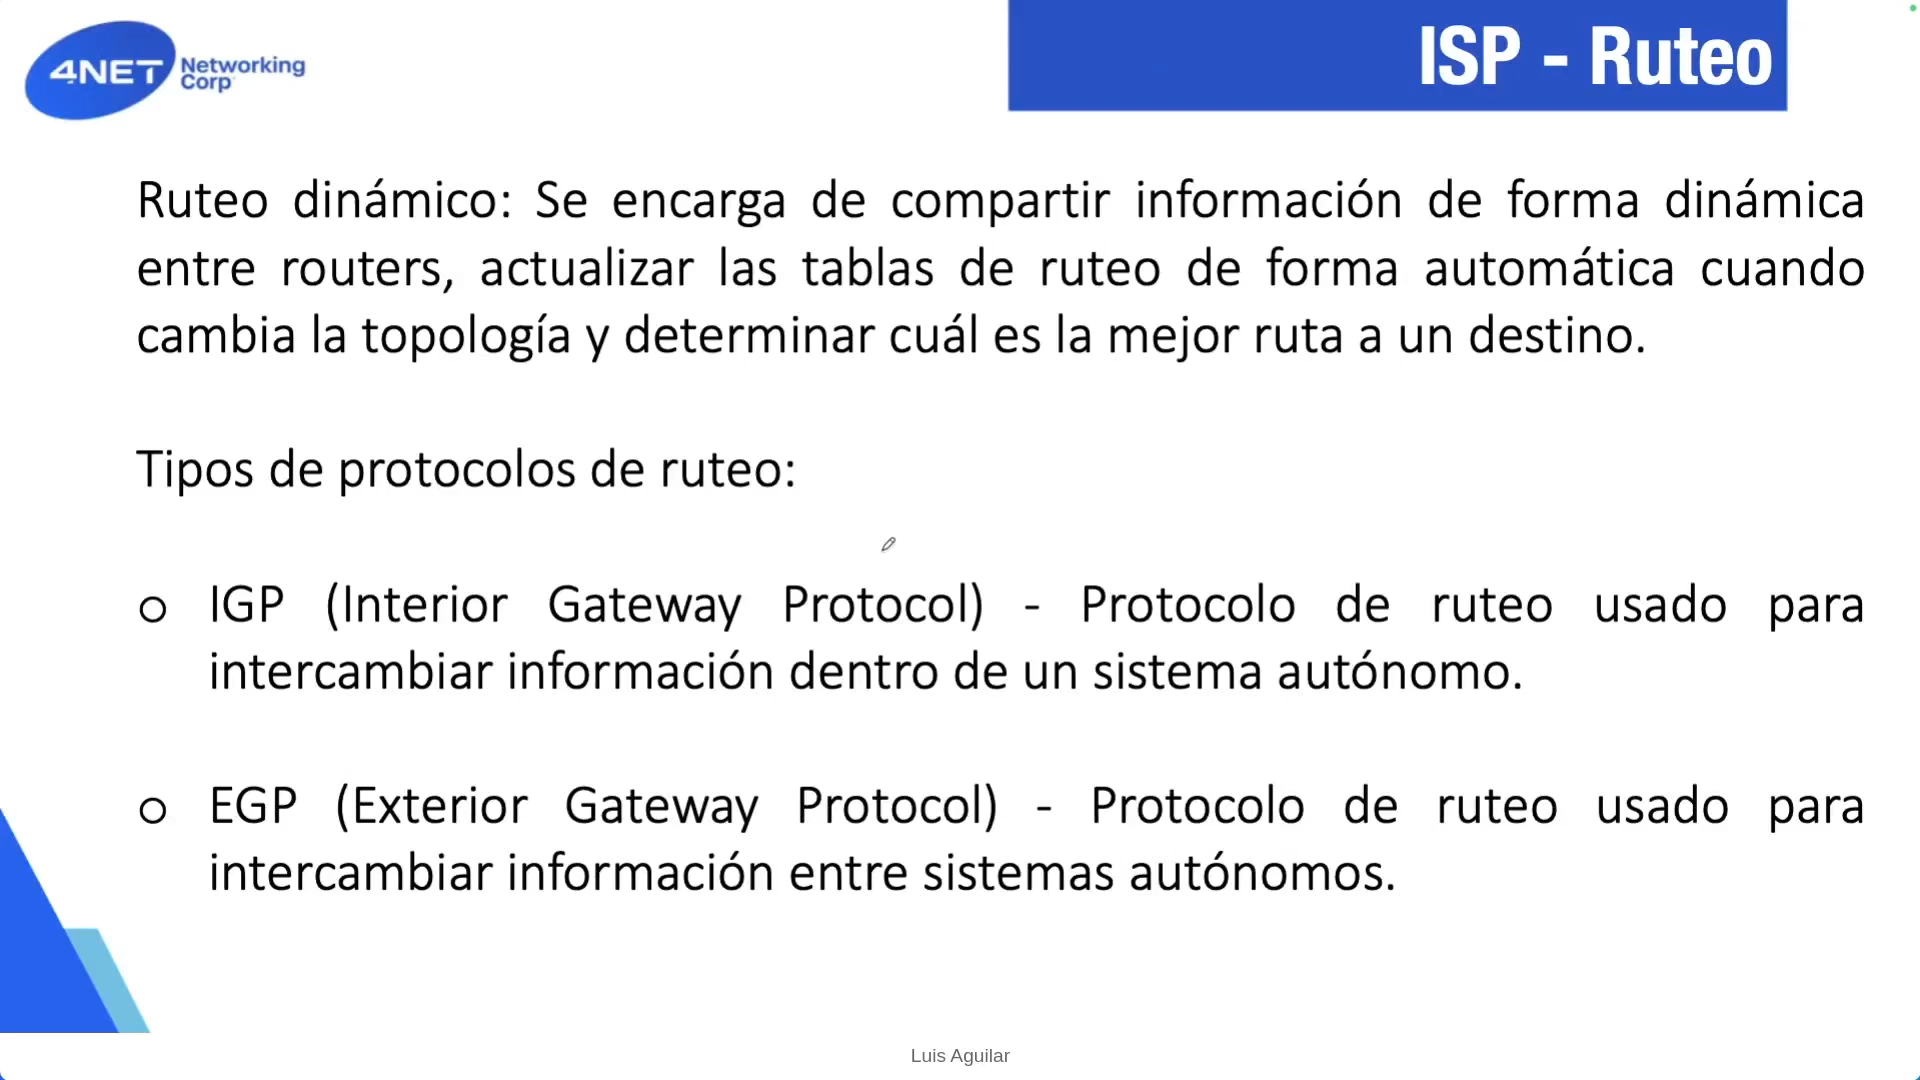 4NET Networking
Corp
ISP - Ruteo
Ruteo dinámico: Se encarga de compartir información de forma dinámica
entre routers, actualizar las tablas de ruteo de forma automática cuando
cambia la topología y determinar cuál es la mejor ruta a un destino.
Tipos de protocolos de ruteo:
o IGP (Interior Gateway Protocol) - Protocolo de ruteo usado para
intercambiar información dentro de un sistema autónomo.
o EGP (Exterior Gateway Protocol) - Protocolo de ruteo usado para
intercambiar información entre sistemas autónomos.
Luis Aguilar